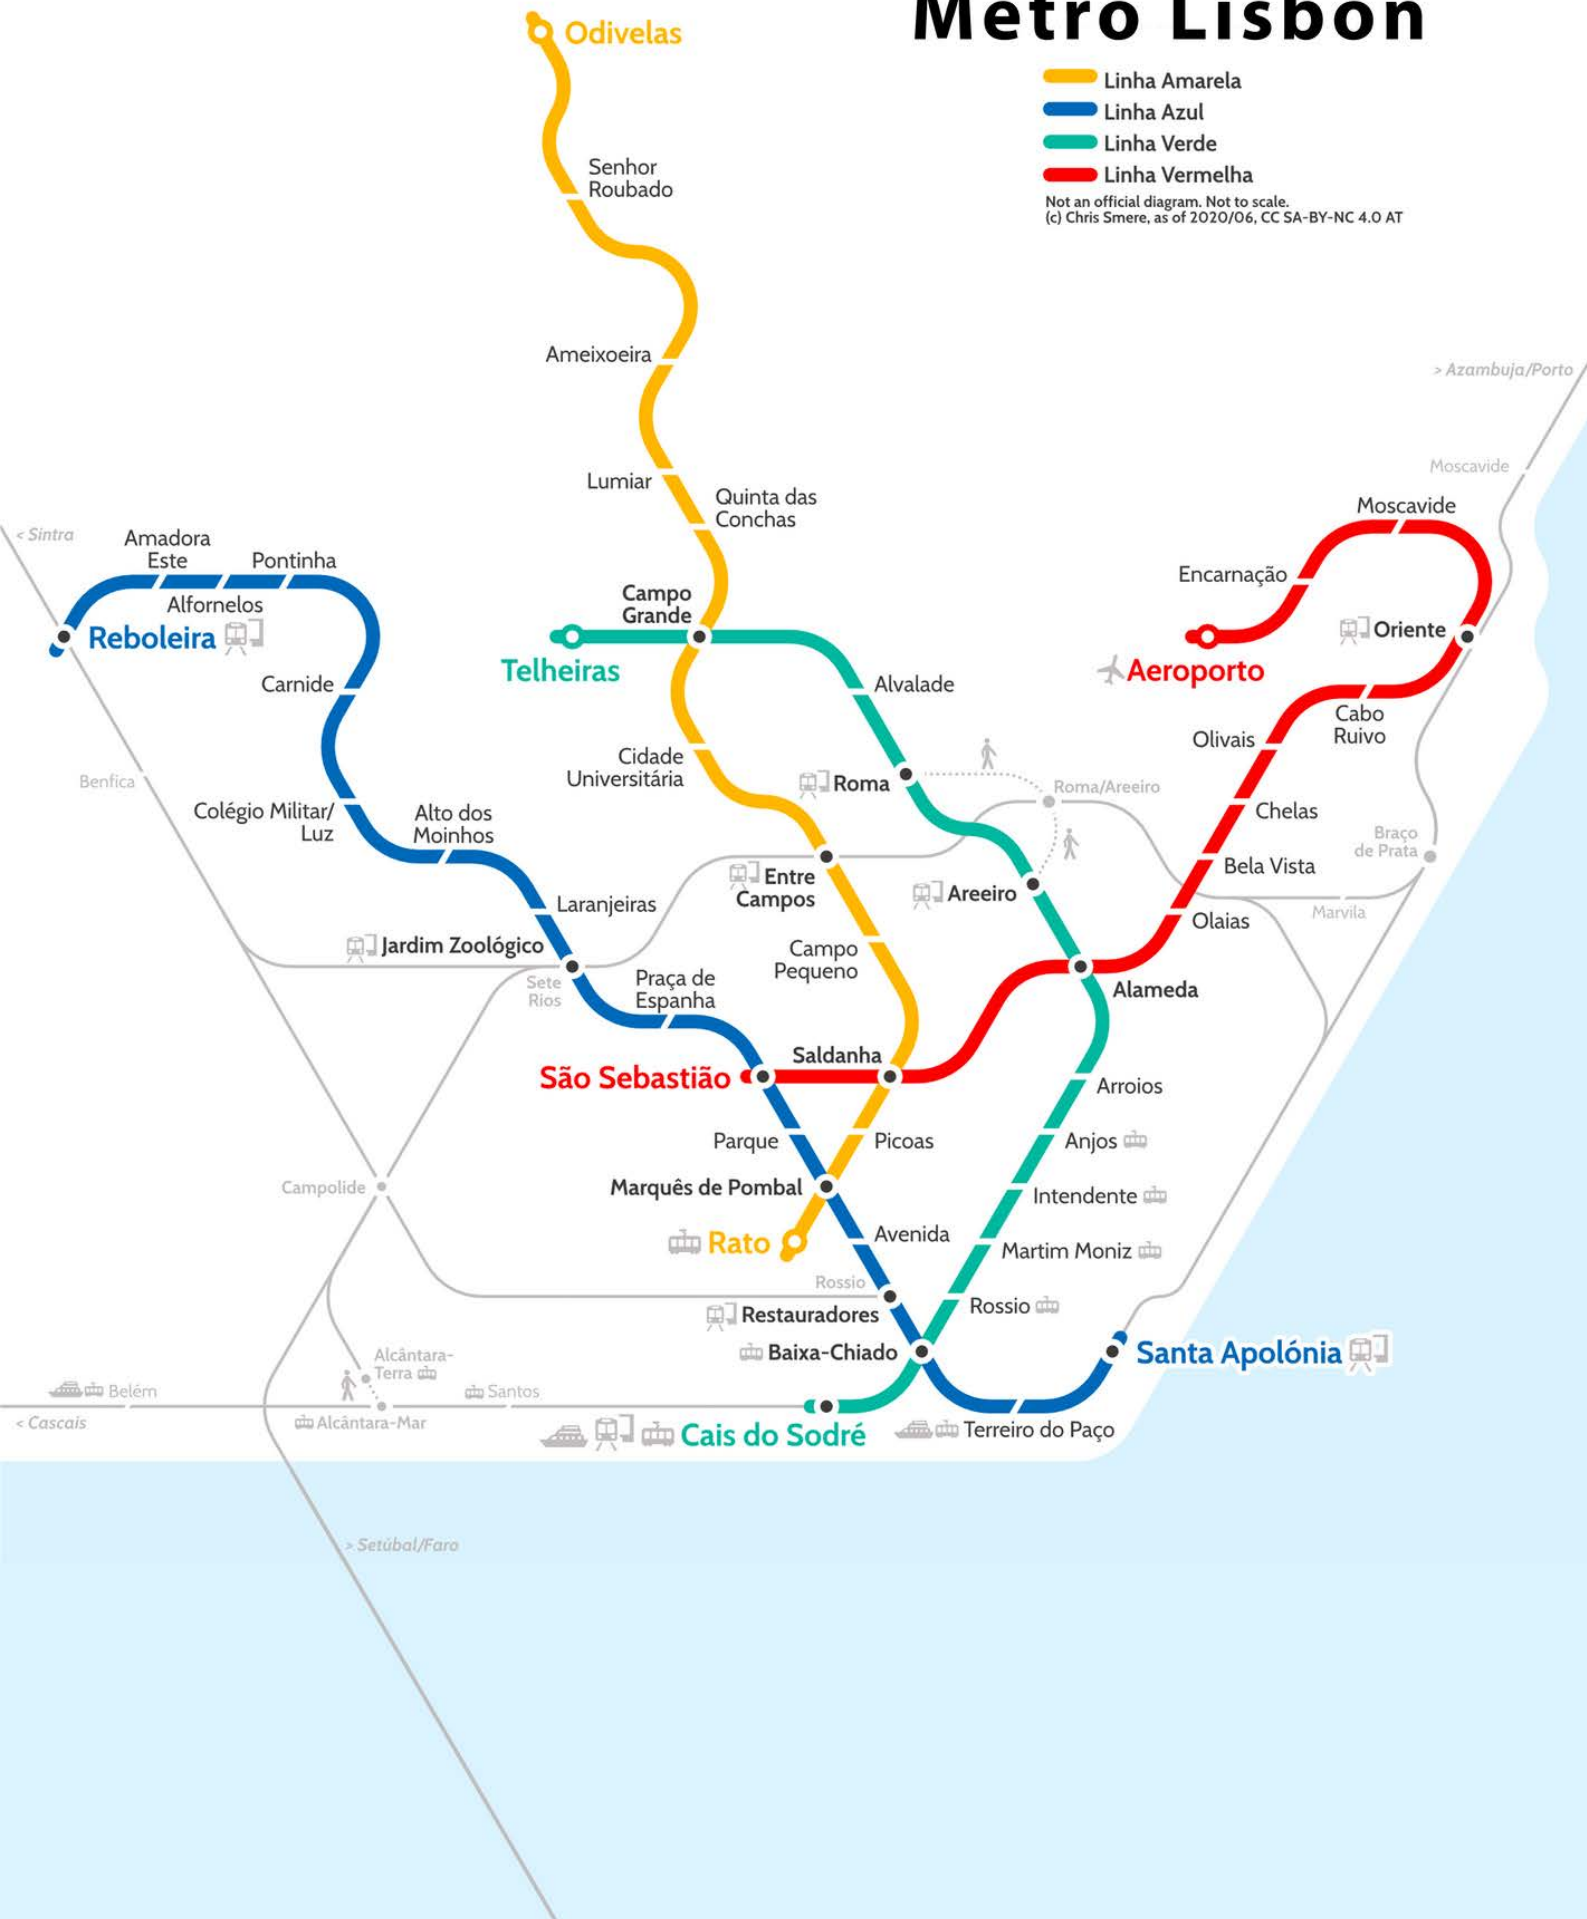 Metro Lisbon
Odivelas
Linha Amarela
Linha Azul
Linha Verde
Linha Vermelha
Not an official diagram. Not to scale.
(c) Chris Smere, as of 2020/06, CC SA-BY-NC 4.0 AT
Senhor
Roubado
Ameixoeira
> Azambuja/Porto
Lumiar
Quinta das
Conchas
Moscavide
Moscavide
< Sintra
Amadora
Este
Pontinha
Alfornelos
Reboleira
Campo
Grande
Telheiras
Encarnação
Oriente
Aeroporto
Carnide
Alvalade
Cabo
Ruivo
Olivais
Cidade
Universitária
Benfica
Roma
Roma/Areeiro
Colégio Militar/
Luz
Alto dos
Moinhos
Chelas
Braço
de Prata
Entre
Campos
Bela Vista
Areeiro
Laranjeiras
Marvila
Olaias
Jardim Zoológico
Campo
Pequeno
Sete
Rios
Praça de
Espanha
Alameda
Saldanha
São Sebastião
Arroios
Parque
Picoas
Anjos
Campolide
Marquês de Pombal
Intendente
Rato
Avenida
Martim Moniz
Rossio
Restauradores
Rossio
Baixa-Chiado
Santa Apolónia
Alcântara-
Terra
Belém
Santos
< Cascais
Alcântara-Mar
Cais do Sodré
Terreiro do Paço
> Setúbal/Faro